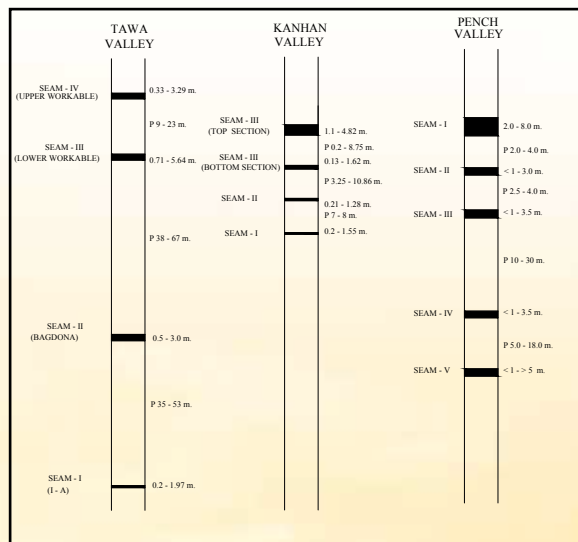 TAWA
VALLEY
SEAM - IV
(UPPER WORKABLE)
0.33 - 3.29 m.
P 9 - 23 m.
SEAM - III
(LOWER WORKABLE)
0.71 - 5.64 m.
P 38 - 67 m.
SEAM - II
(BAGDONA)
0.5 - 3.0 m.
P 35 - 53 m.
SEAM - I
(I - A)
0.2 - 1.97 m.
KANHAN
VALLEY
SEAM - III
(TOP SECTION)
1.1 - 4.82 m.
P 0.2 - 8.75 m.
SEAM - III
(BOTTOM SECTION)
0.13 - 1.62 m.
P 3.25 - 10.86 m.
SEAM - II
0.21 - 1.28 m.
P 7 - 8 m.
SEAM - I
0.2 - 1.55 m.
PENCH
VALLEY
SEAM - I
2.0 - 8.0 m.
P 2.0 - 4.0 m.
SEAM - II
< 1 - 3.0 m.
P 2.5 - 4.0 m.
SEAM - III
< 1 - 3.5 m.
P 10 - 30 m.
SEAM - IV
< 1 - 3.5 m.
P 5.0 - 18.0 m.
SEAM - V
< 1 - > 5 m.